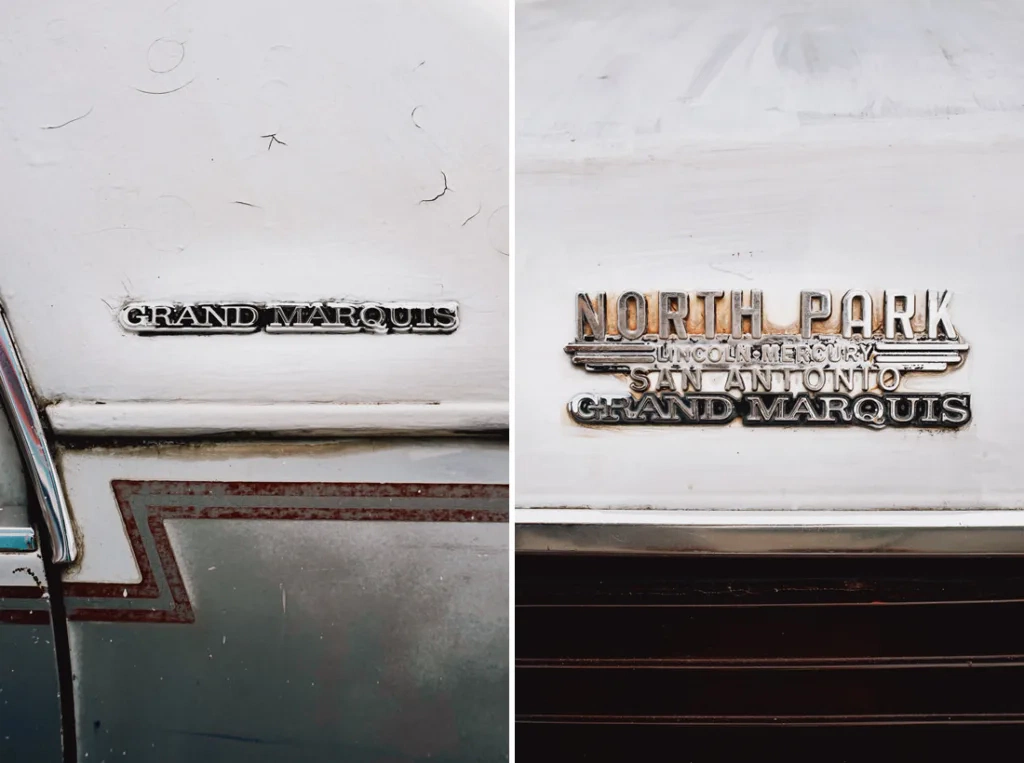 GRAND MARQUIS
NORTH PARK
LINCOLN-MERCURY
SAN ANTONIO
GRAND MARQUIS